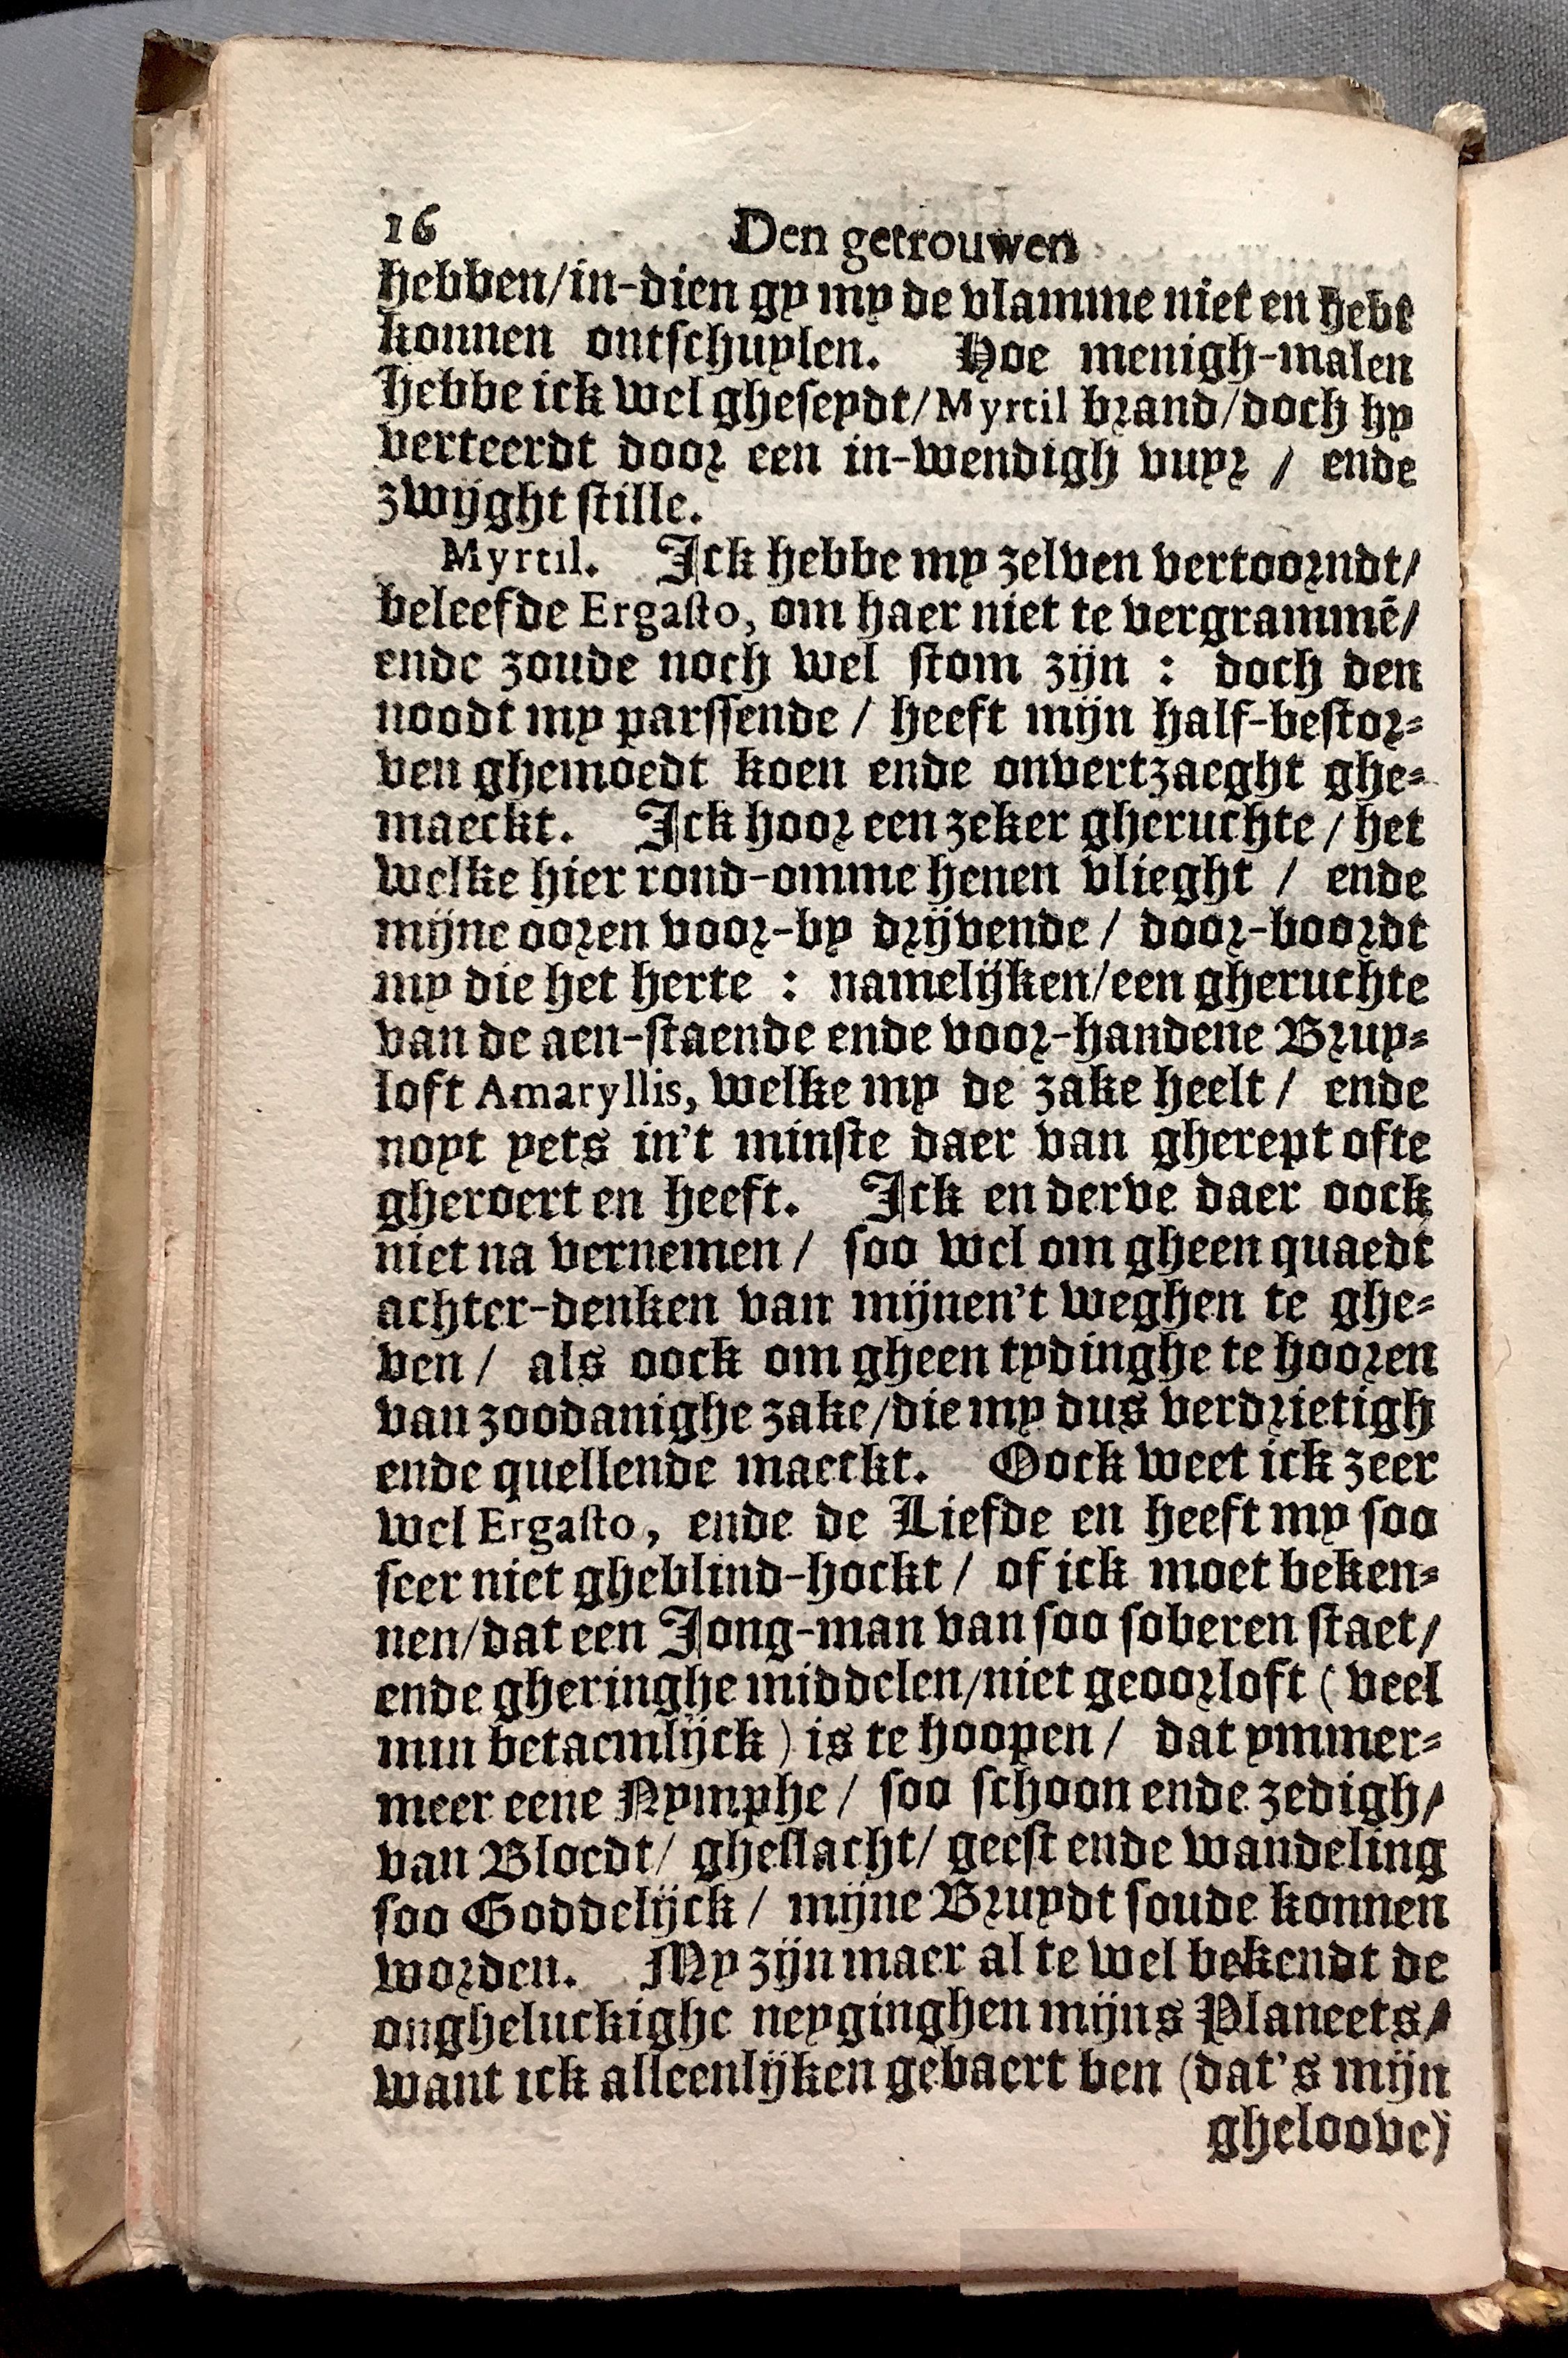 16 Den getrouwen
hebben/in-dien gy my de vlamme niet en hebt
konnen ontschuylen. Hoe menigh-malen
hebbe ick wel gheseydt/Myrtil brand/doch hy
verteerdt door een in-wendigh vuyr / ende
zwijght stille.
Myrtil. Ick hebbe my zelven vertoorndt/
beleefde Ergasto, om haer niet te vergrammē/
ende zoude noch wel stom zijn : doch den
noodt my parssende / heeft mijn half-bestor-
ven ghemoedt koen ende onvertzaeght ghe-
maeckt. Ick hoor een zeker gheruchte / het
welke hier rond-omme henen vlieght / ende
mijne ooren voor-by drijvende / door-boordt
my die het herte : namelijken/een gheruchte
van de aen-staende ende voor-handene Bruy-
loft Amaryllis, welke my de zake heelt / ende
noyt yets in't minste daer van gherept ofte
gheroert en heeft. Ick en derve daer oock
niet na vernemen / soo wel om gheen quaedt
achter-denken van mijnen't weghen te ghe-
ven / als oock om gheen tydinghe te hooren
van zoodanighe zake/die my dus verdrietigh
ende quellende maeckt. Oock weet ick zeer
wel Ergasto, ende de Liefde en heeft my soo
seer niet gheblind-hockt / of ick moet beken-
nen/dat een Jong-man van soo soberen staet/
ende gheringhe middelen/niet geoorloft ( veel
min betaemlijck ) is te hoopen / dat ymmer-
meer eene Nymphe / soo schoon ende zedigh/
van Bloedt/ gheslacht/ geest ende wandeling
soo Goddelijck / mijne Bruydt soude konnen
worden. My zijn maer al te wel bekendt de
ongheluckighe neyginghen mijns Planeets/
want ick alleenlijken gebaert ben (dat's mijn
gheloove)